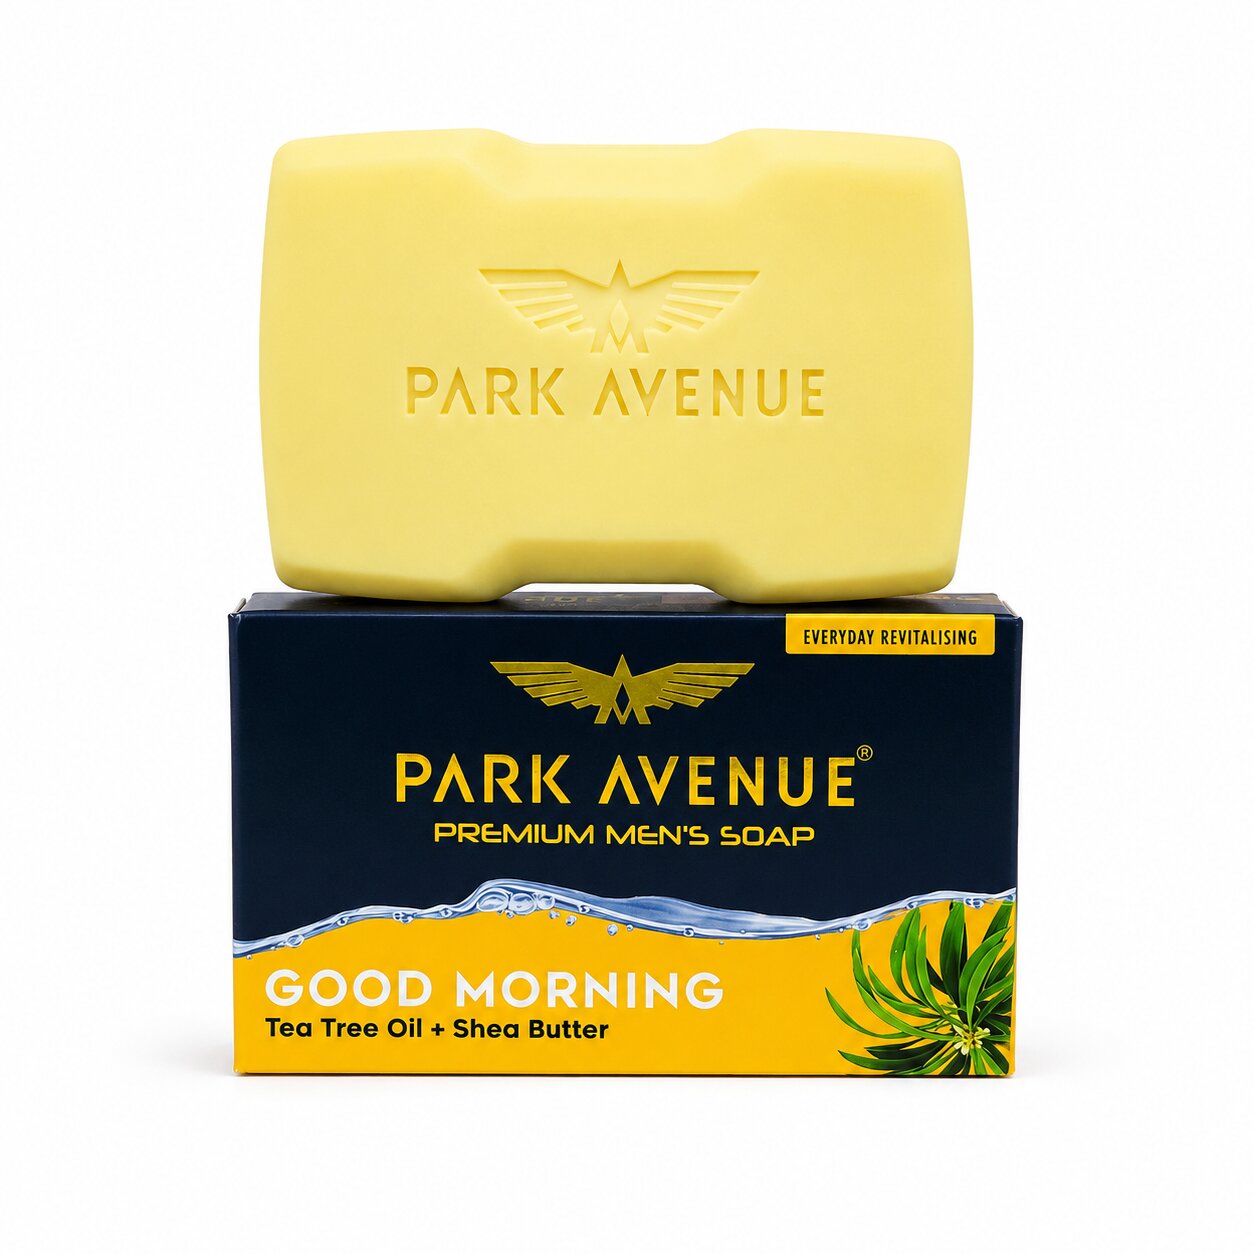 PARK AVENUE
EVERYDAY REVITALISING
PARK AVENUE®
PREMIUM MEN'S SOAP
GOOD MORNING
Tea Tree Oil + Shea Butter